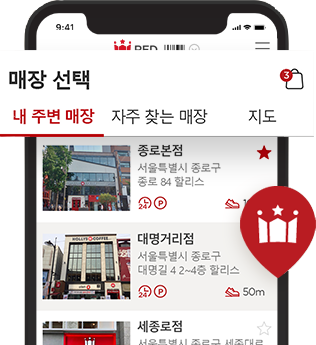 9:41
RED
매장 선택
3
내 주변 매장
자주 찾는 매장
지도
종로본점
서울특별시 종로구
종로 84 할리스
24 P
대명거리점
서울특별시 종로구
대명길 4 2~4층 할리스
HOLLYS COFFEE
24 P
50m
세종로점
서울특별시 종로구 세종대로